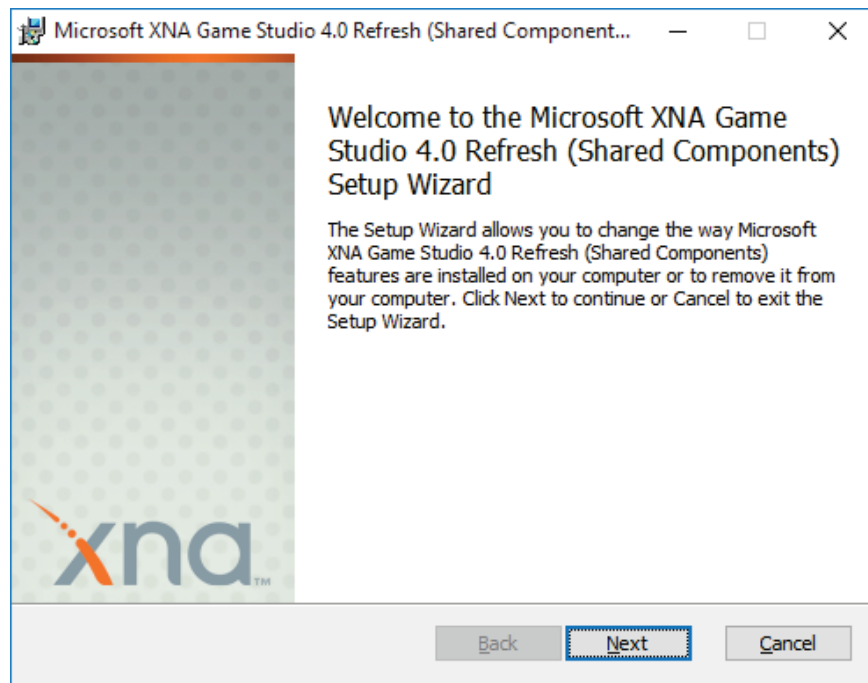 Microsoft XNA Game Studio 4.0 Refresh (Shared Component...
Welcome to the Microsoft XNA Game
Studio 4.0 Refresh (Shared Components)
Setup Wizard
The Setup Wizard allows you to change the way Microsoft
XNA Game Studio 4.0 Refresh (Shared Components)
features are installed on your computer or to remove it from
your computer. Click Next to continue or Cancel to exit the
Setup Wizard.
xna™
Back Next Cancel